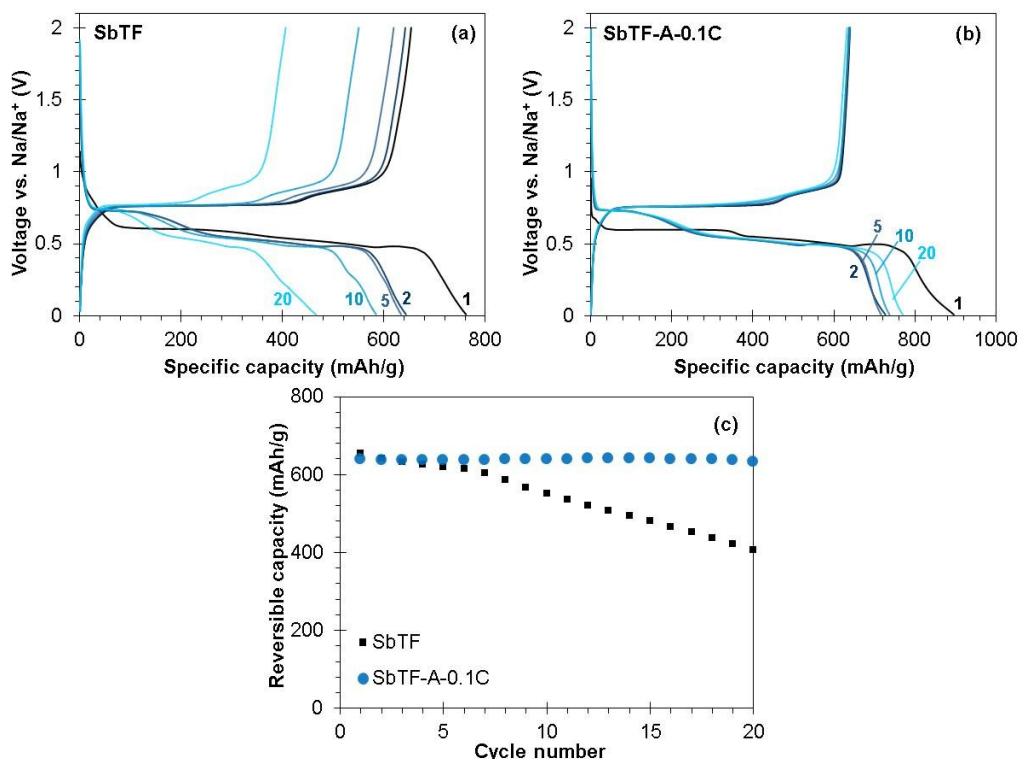 SbTF
(a)
2
1.5
1
0.5
0
Voltage vs. Na/Na⁺ (V)
20
10
5
2
1
0 200 400 600 800
Specific capacity (mAh/g)
SbTF-A-0.1C
(b)
2
1.5
1
0.5
0
Voltage vs. Na/Na⁺ (V)
5
10
2
20
1
0 200 400 600 800 1000
Specific capacity (mAh/g)
(c)
800
600
400
200
0
Reversible capacity (mAh/g)
SbTF
SbTF-A-0.1C
0 5 10 15 20
Cycle number